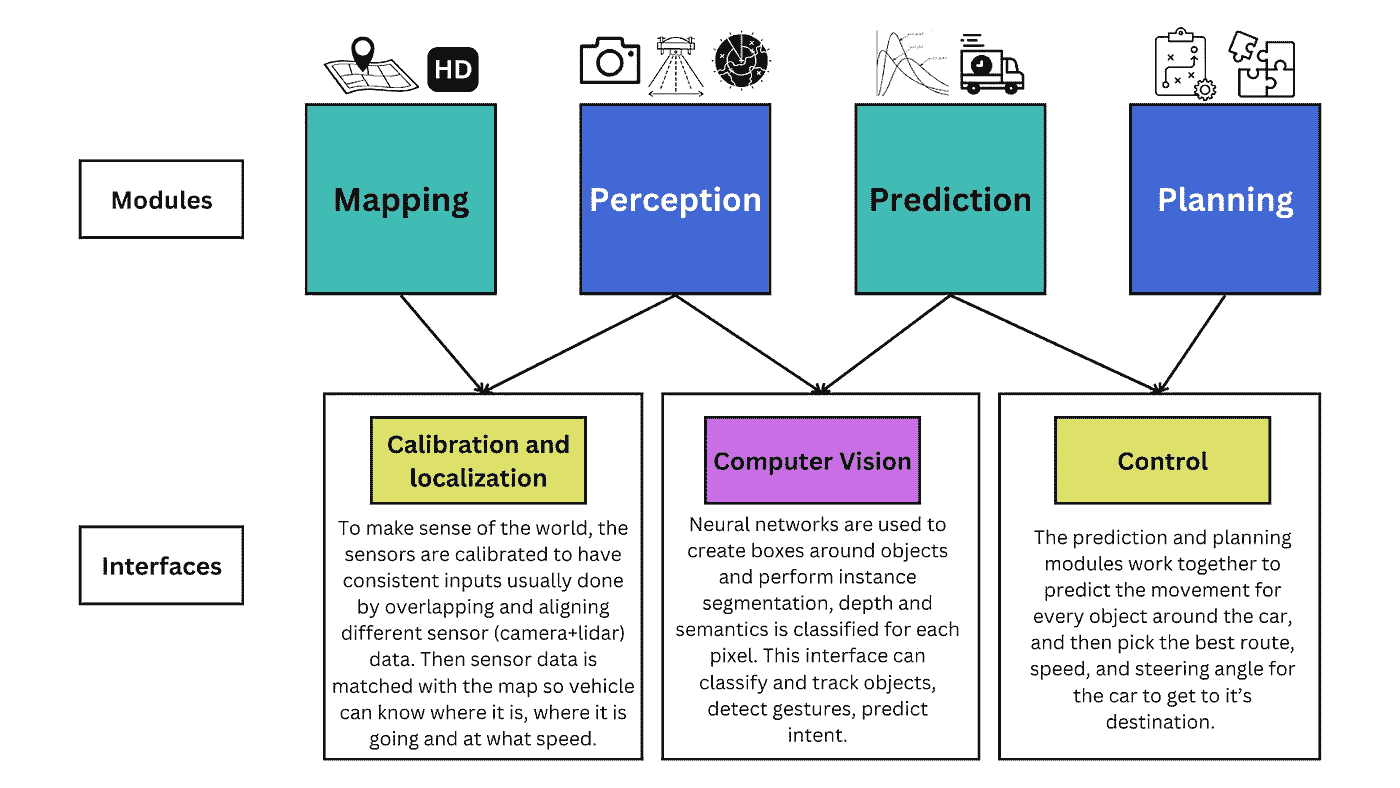 HD
Modules
Mapping
Perception
Prediction
Planning
Interfaces
Calibration and
localization
To make sense of the world, the
sensors are calibrated to have
consistent inputs usually done
by overlapping and aligning
different sensor (camera+lidar)
data. Then sensor data is
matched with the map so vehicle
can know where it is, where it is
going and at what speed.
Computer Vision
Neural networks are used to
create boxes around objects
and perform instance
segmentation, depth and
semantics is classified for each
pixel. This interface can
classify and track objects,
detect gestures, predict
intent.
Control
The prediction and planning
modules work together to
predict the movement for
every object around the car,
and then pick the best route,
speed, and steering angle for
the car to get to it’s
destination.